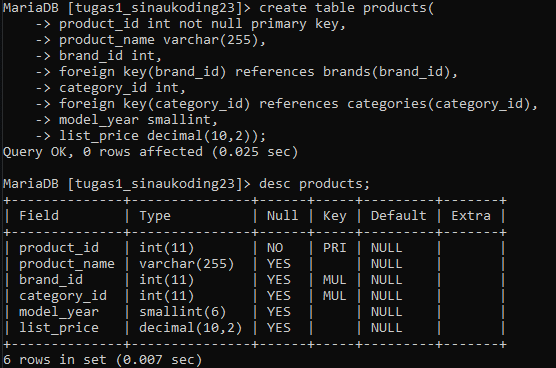 MariaDB [tugas1_sinaukoding23]> create table products(
    -> product_id int not null primary key,
    -> product_name varchar(255),
    -> brand_id int,
    -> foreign key(brand_id) references brands(brand_id),
    -> category_id int,
    -> foreign key(category_id) references categories(category_id),
    -> model_year smallint,
    -> list_price decimal(10,2));
Query OK, 0 rows affected (0.025 sec)

MariaDB [tugas1_sinaukoding23]> desc products;
+--------------+---------------+------+-----+---------+-------+
| Field        | Type          | Null | Key | Default | Extra |
+--------------+---------------+------+-----+---------+-------+
| product_id   | int(11)       | NO   | PRI | NULL    |       |
| product_name | varchar(255)  | YES  |     | NULL    |       |
| brand_id     | int(11)       | YES  | MUL | NULL    |       |
| category_id  | int(11)       | YES  | MUL | NULL    |       |
| model_year   | smallint(6)   | YES  |     | NULL    |       |
| list_price   | decimal(10,2) | YES  |     | NULL    |       |
+--------------+---------------+------+-----+---------+-------+
6 rows in set (0.007 sec)